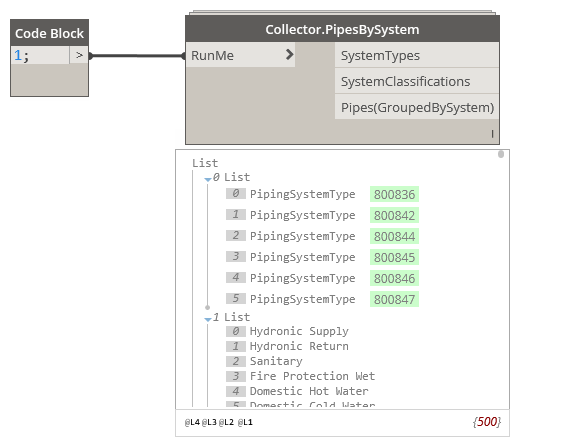 Code Block
1; >
Collector.PipesBySystem
RunMe
SystemTypes
SystemClassifications
Pipes(GroupedBySystem)
List
0 List
0 PipingSystemType 800836
1 PipingSystemType 800842
2 PipingSystemType 800844
3 PipingSystemType 800845
4 PipingSystemType 800846
5 PipingSystemType 800847
1 List
0 Hydronic Supply
1 Hydronic Return
2 Sanitary
3 Fire Protection Wet
4 Domestic Hot Water
5 Domestic Cold Water
@L4 @L3 @L2 @L1 {500}